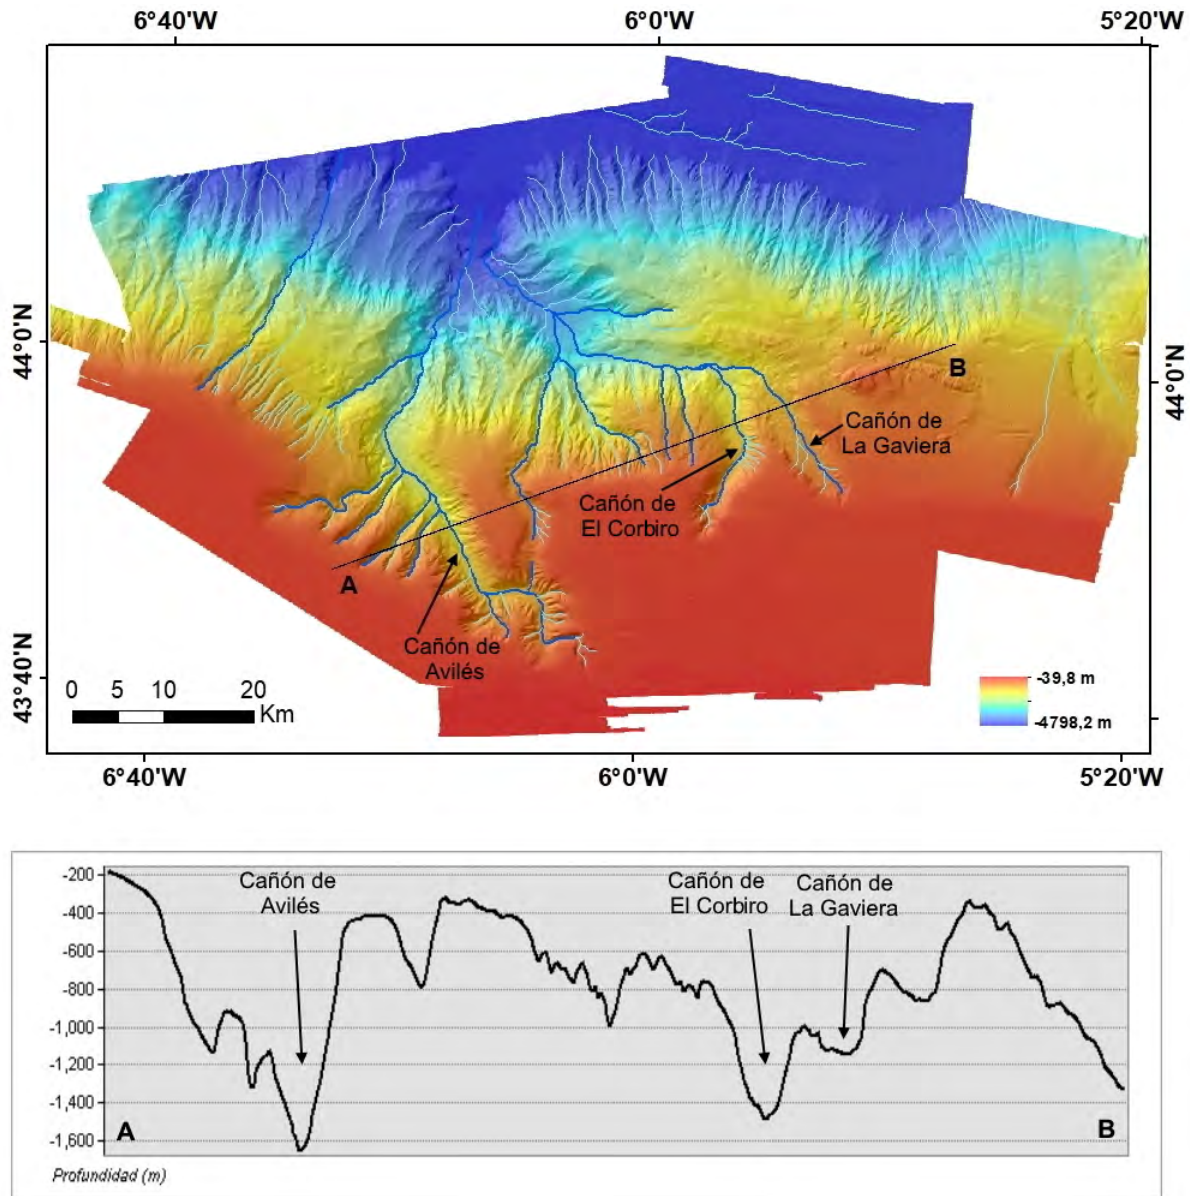 6°40'W 6°0'W 5°20'W
44°0'N
44°0'N
43°40'N
B
Cañón de
La Gaviera
Cañón de
El Corbiro
A
Cañón de
Avilés
0 5 10 20
Km
-39,8 m
-4798,2 m
6°40'W 6°0'W 5°20'W
-200
-400
-600
-800
-1,000
-1,200
-1,400
-1,600
Cañón de
Avilés
Cañón de
El Corbiro
Cañón de
La Gaviera
A
B
Profundidad (m)